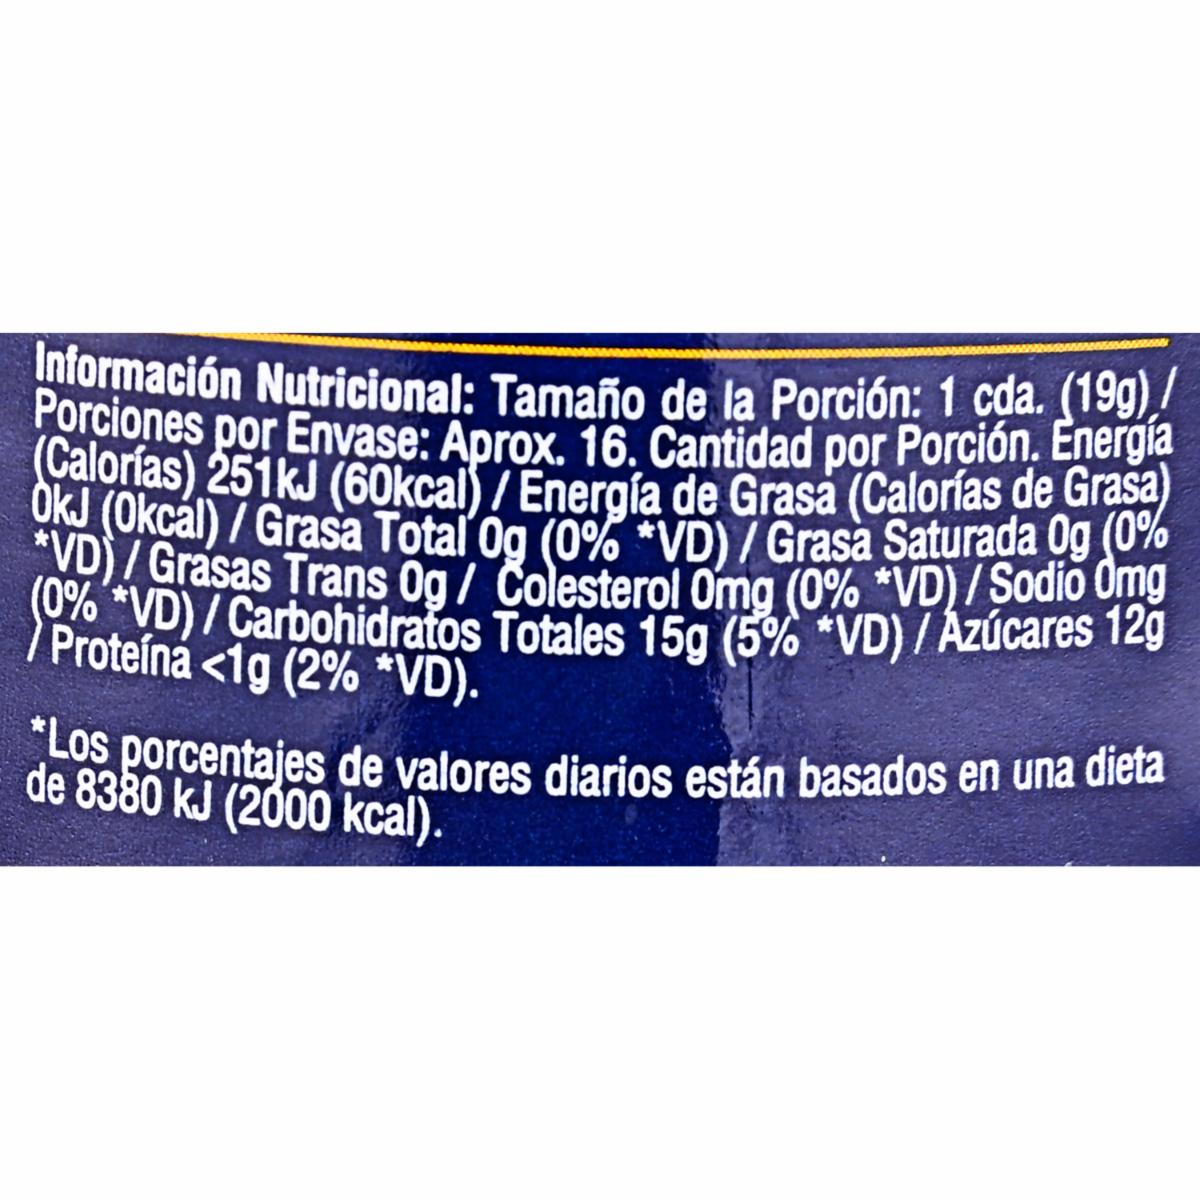 Información Nutricional: Tamaño de la Porción: 1 cda. (19g) /
Porciones por Envase: Aprox. 16. Cantidad por Porción. Energía
(Calorías) 251kJ (60kcal) / Energía de Grasa (Calorías de Grasa)
0kJ (0kcal) / Grasa Total 0g (0% *VD) / Grasa Saturada 0g (0%
*VD) / Grasas Trans 0g / Colesterol 0mg (0% *VD) / Sodio 0mg
(0% *VD) / Carbohidratos Totales 15g (5% *VD) / Azúcares 12g
/ Proteína <1g (2% *VD).
*Los porcentajes de valores diarios están basados en una dieta
de 8380 kJ (2000 kcal).